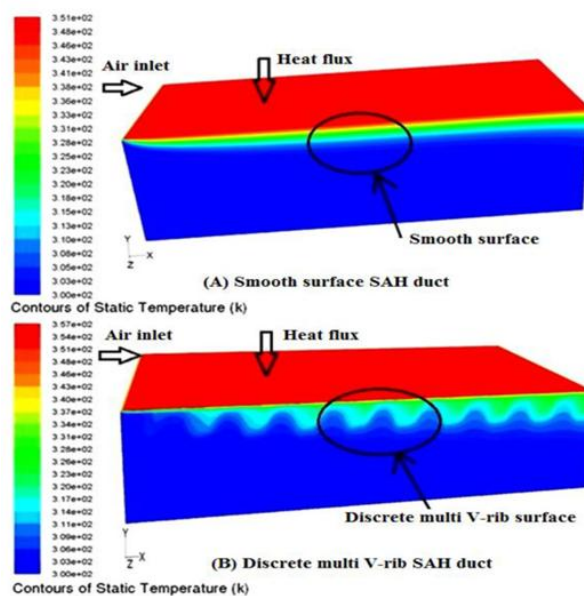 3.51e+02
3.48e+02
3.46e+02
3.43e+02
3.41e+02
3.38e+02
3.36e+02
3.33e+02
3.31e+02
3.28e+02
3.25e+02
3.23e+02
3.20e+02
3.18e+02
3.15e+02
3.13e+02
3.10e+02
3.08e+02
3.05e+02
3.03e+02
3.00e+02
Air inlet
Heat flux
Smooth surface
Y
Z X
(A) Smooth surface SAH duct
Contours of Static Temperature (k)
3.57e+02
3.54e+02
3.51e+02
3.48e+02
3.45e+02
3.43e+02
3.40e+02
3.37e+02
3.34e+02
3.31e+02
3.28e+02
3.26e+02
3.23e+02
3.20e+02
3.17e+02
3.14e+02
3.11e+02
3.08e+02
3.06e+02
3.03e+02
3.00e+02
Air inlet
Heat flux
Discrete multi V-rib surface
Y
Z X
(B) Discrete multi V-rib SAH duct
Contours of Static Temperature (k)